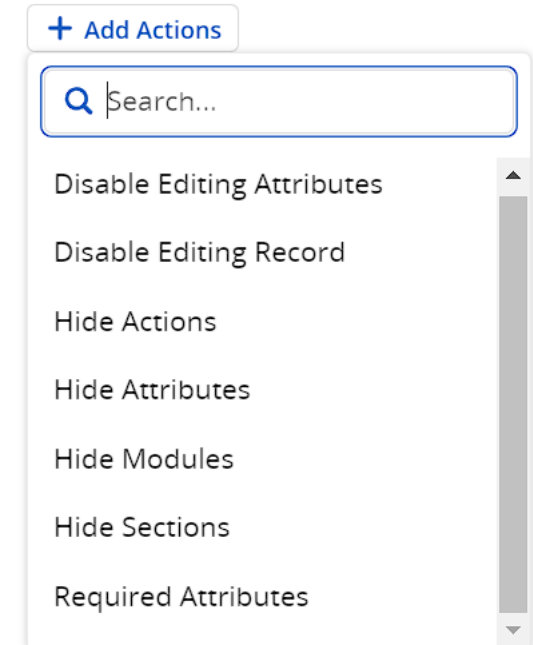 + Add Actions
Search...
Disable Editing Attributes
Disable Editing Record
Hide Actions
Hide Attributes
Hide Modules
Hide Sections
Required Attributes